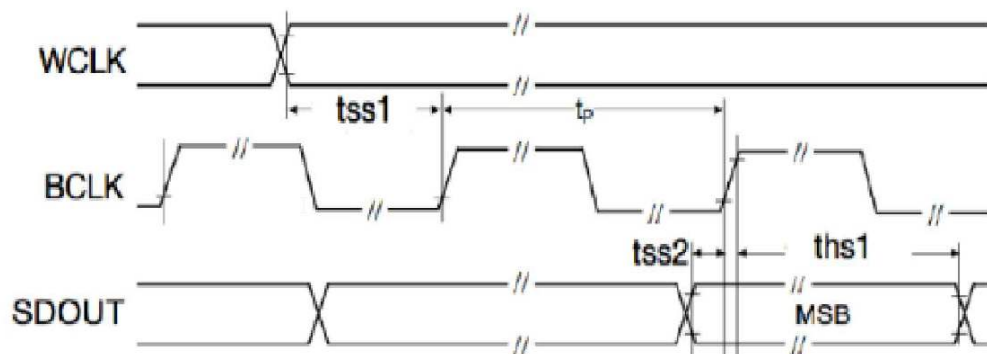 WCLK
tss1
tP
BCLK
tss2
ths1
SDOUT
MSB